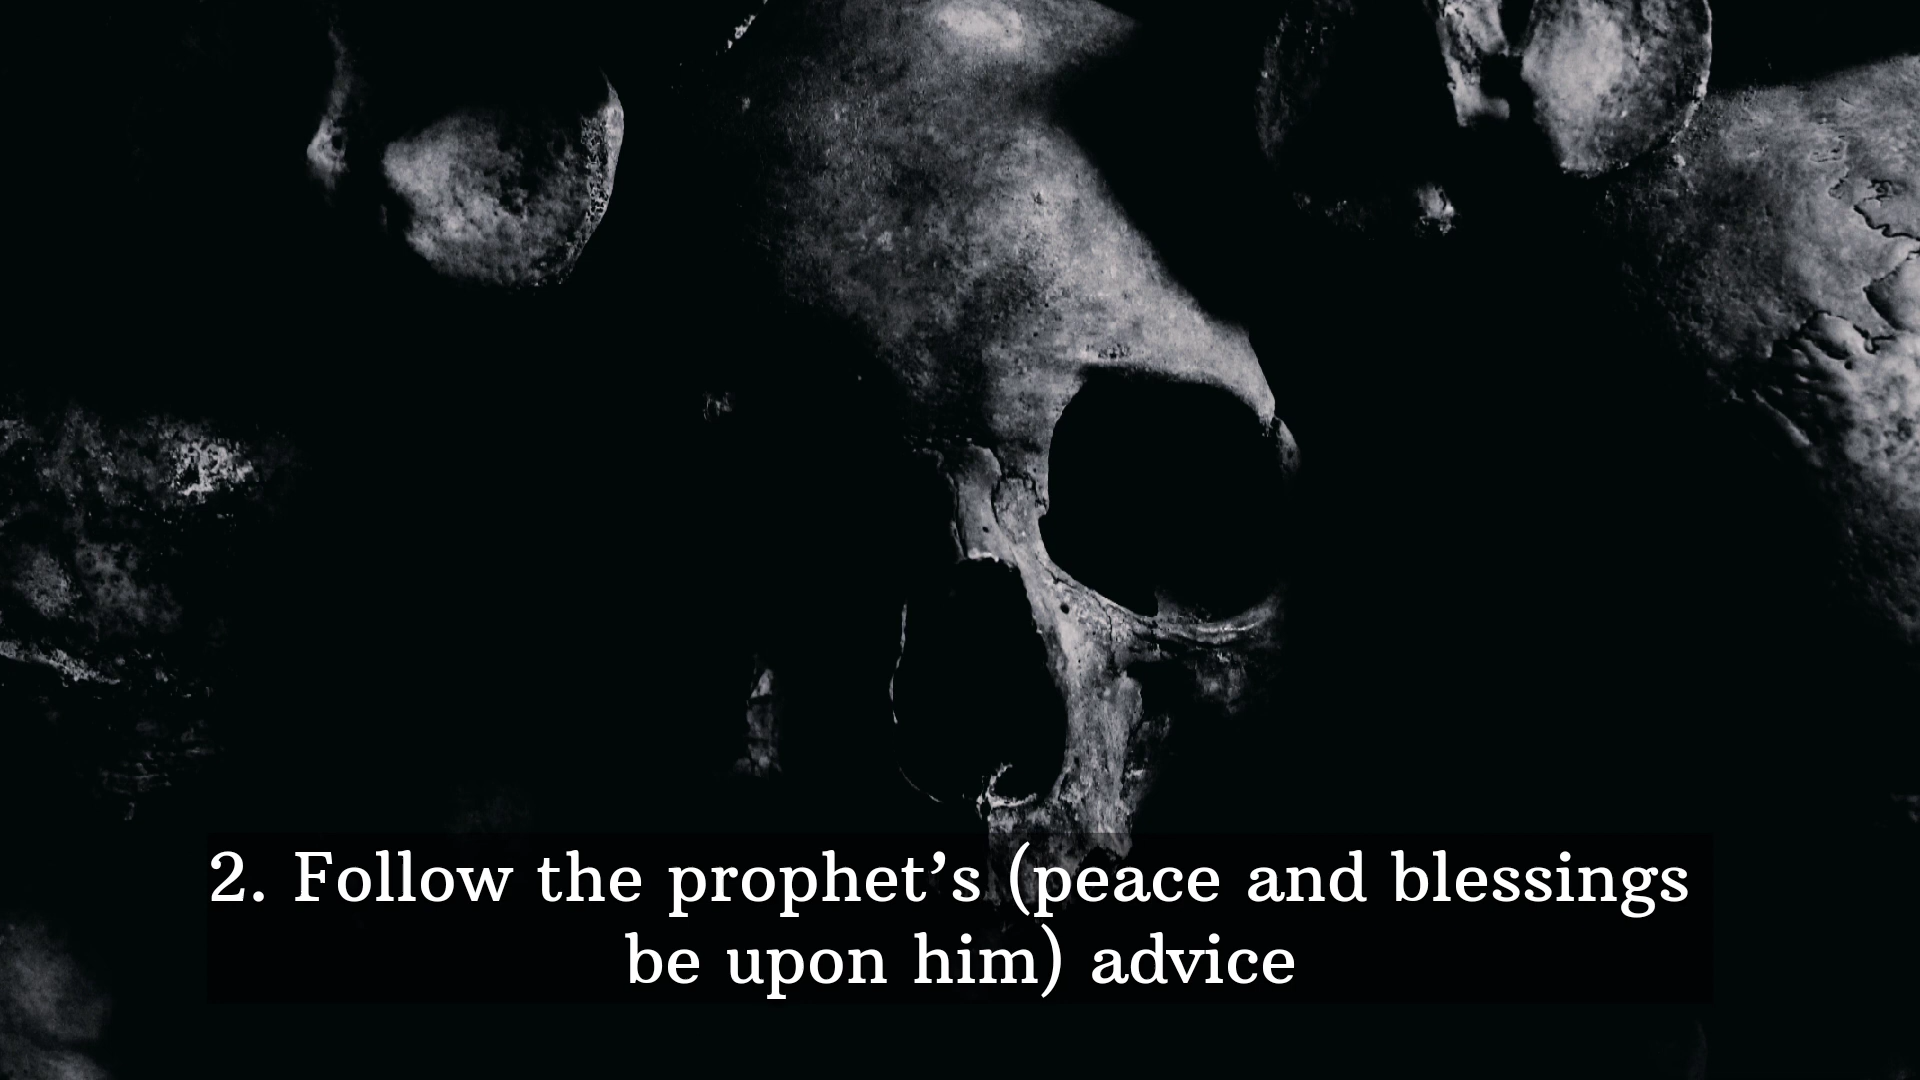 2. Follow the prophet’s (peace and blessings
be upon him) advice